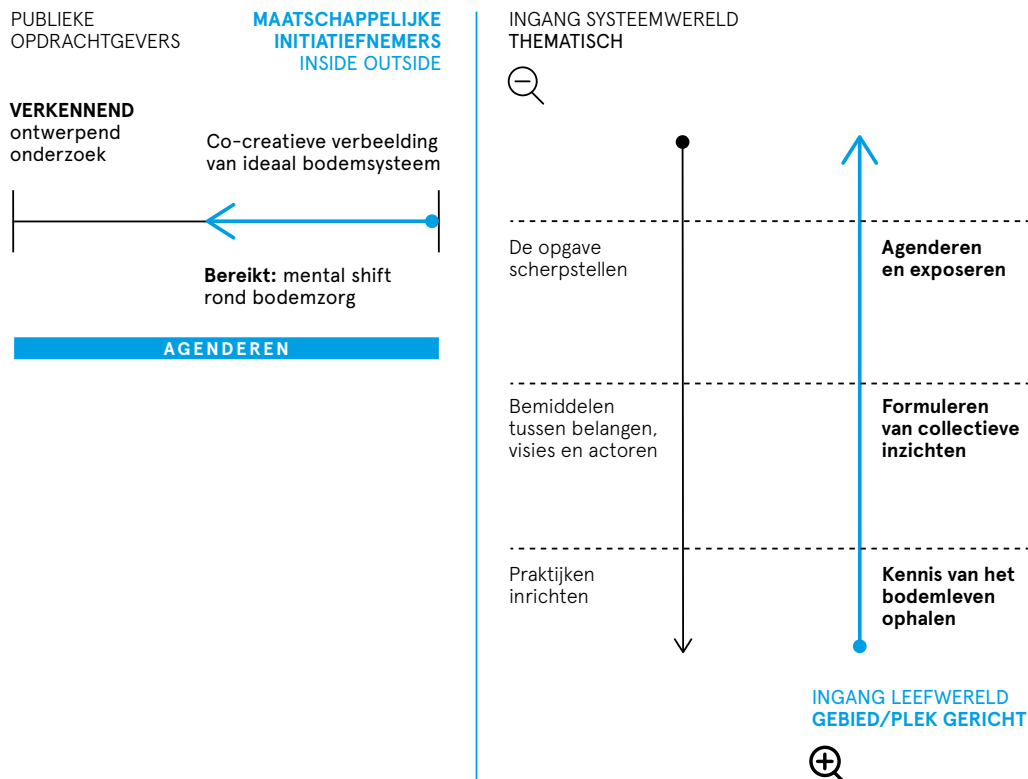 PUBLIEKE
OPDRACHTGEVERS
MAATSCHAPPELIJKE
INITIATIEFNEMERS
INSIDE OUTSIDE
VERKENNEND
ontwerpend
onderzoek
Co-creatieve verbeelding
van ideaal bodemsysteem
Bereikt: mental shift
rond bodemzorg
AGENDEREN
INGANG SYSTEEMWERELD
THEMATISCH
De opgave
scherpstellen
Agenderen
en exposeren
Bemiddelen
tussen belangen,
visies en actoren
Formuleren
van collectieve
inzichten
Praktijken
inrichten
Kennis van het
bodemleven
ophalen
INGANG LEEFWERELD
GEBIED/PLEK GERICHT